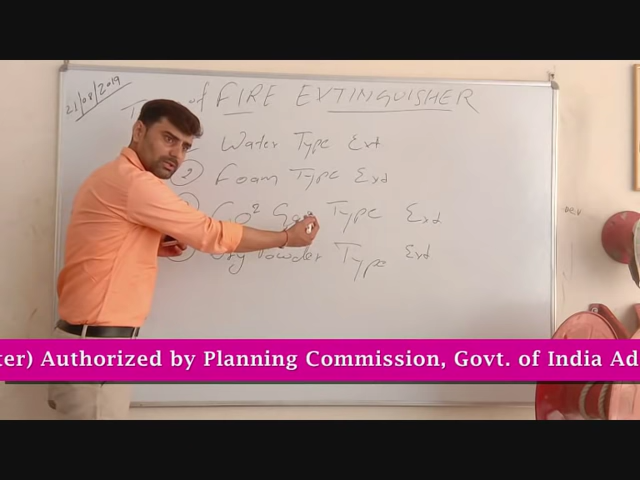 21/08/2019
of FIRE EXTINGUISHER
Water Type Ext
2 Foam Type Ext
Co2 Gas Type Ext
Dry Powder Type Ext
ter) Authorized by Planning Commission, Govt. of India Ad